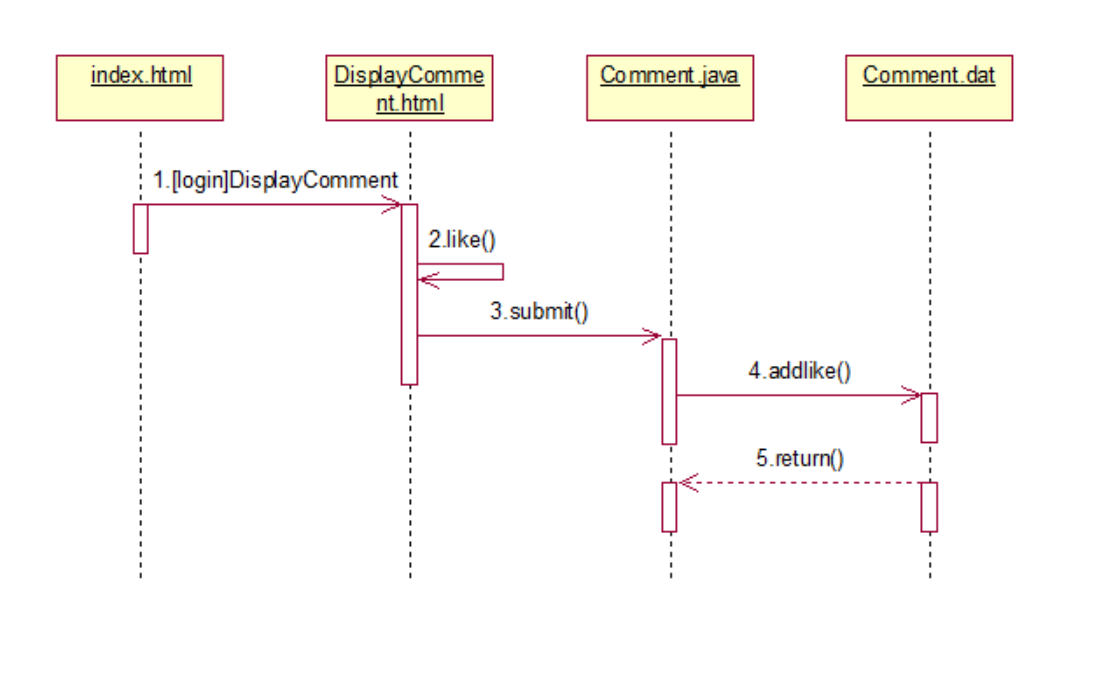 index.html
DisplayComme
nt.html
Comment.java
Comment.dat
1.[login]DisplayComment
2.like()
3.submit()
4.addlike()
5.return()